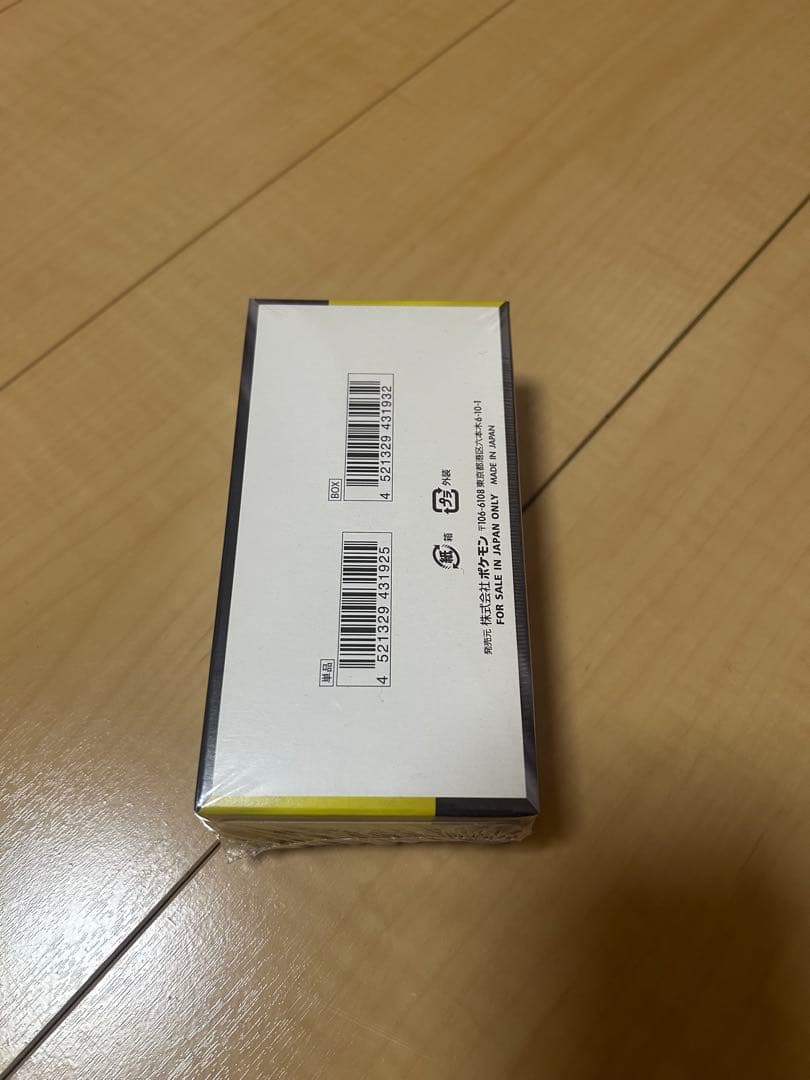 単品
4 521329 431925
BOX
4 521329 431932
紙 箱
プラ 外装
発売元 株式会社ポケモン 〒106-6108 東京都港区六本木6-10-1
FOR SALE IN JAPAN ONLY MADE IN JAPAN